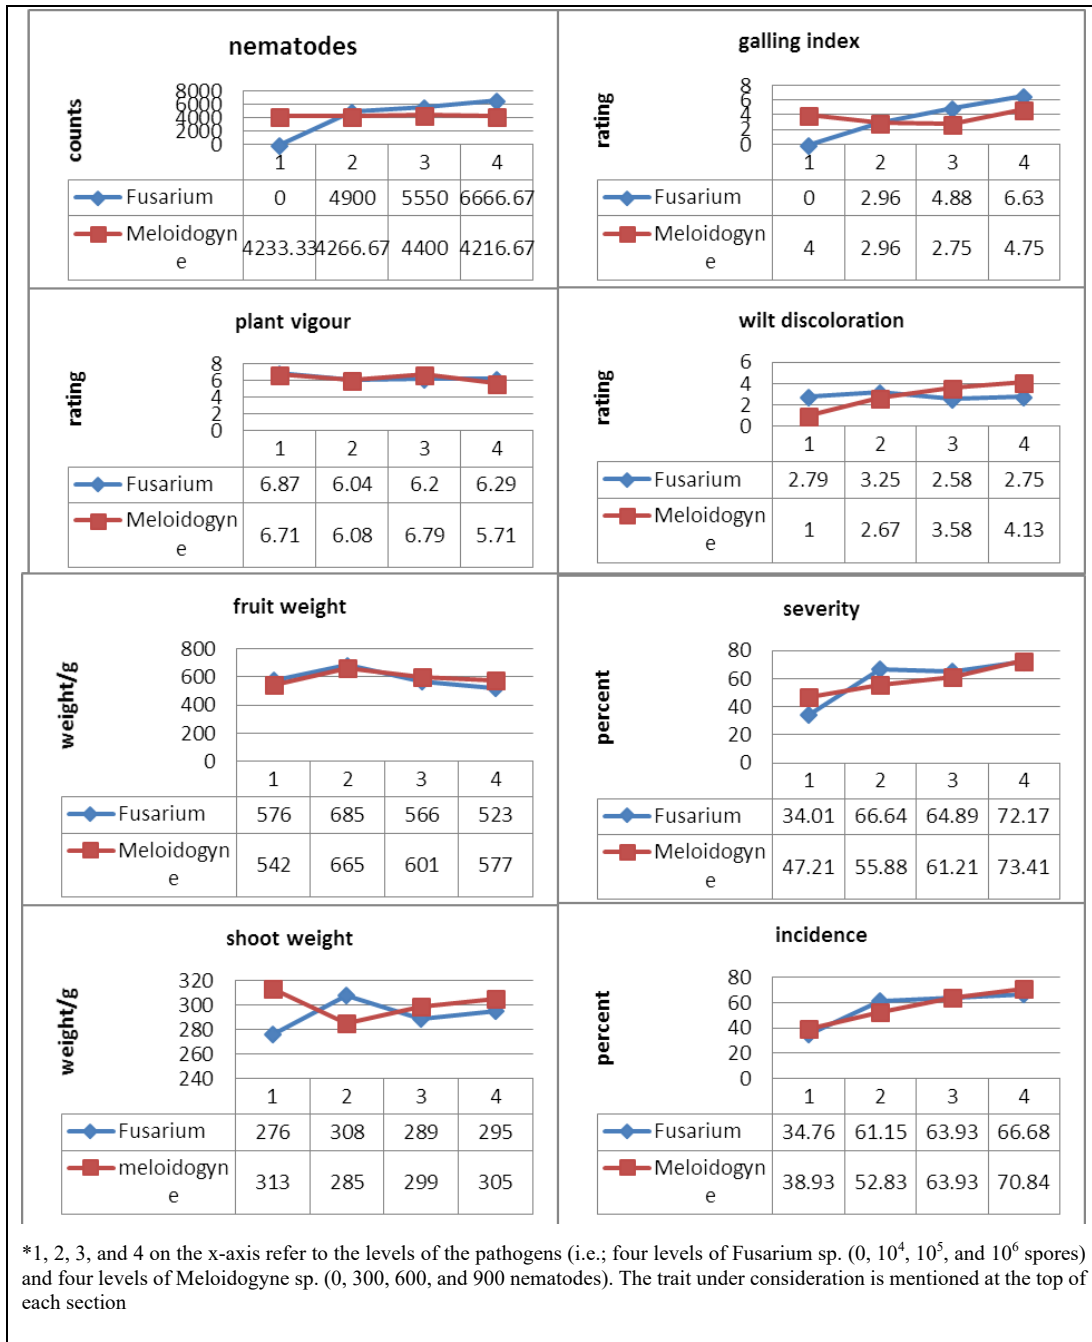 nematodes
counts
8000
6000
4000
2000
0
1 2 3 4
Fusarium 0 4900 5550 6666.67
Meloidogyn
e 4233.33 4266.67 4400 4216.67
galling index
rating
8
6
4
2
0
1 2 3 4
Fusarium 0 2.96 4.88 6.63
Meloidogyn
e 4 2.96 2.75 4.75
plant vigour
rating
8
6
4
2
0
1 2 3 4
Fusarium 6.87 6.04 6.2 6.29
Meloidogyn
e 6.71 6.08 6.79 5.71
wilt discoloration
rating
6
4
2
0
1 2 3 4
Fusarium 2.79 3.25 2.58 2.75
Meloidogyn
e 1 2.67 3.58 4.13
fruit weight
weight/g
800
600
400
200
0
1 2 3 4
Fusarium 576 685 566 523
Meloidogyn
e 542 665 601 577
severity
percent
80
60
40
20
0
1 2 3 4
Fusarium 34.01 66.64 64.89 72.17
Meloidogyn
e 47.21 55.88 61.21 73.41
shoot weight
weight/g
320
300
280
260
240
1 2 3 4
Fusarium 276 308 289 295
meloidogyn
e 313 285 299 305
incidence
percent
80
60
40
20
0
1 2 3 4
Fusarium 34.76 61.15 63.93 66.68
Meloidogyn
e 38.93 52.83 63.93 70.84
*1, 2, 3, and 4 on the x-axis refer to the levels of the pathogens (i.e.; four levels of Fusarium sp. (0, 10⁴, 10⁵, and 10⁶ spores)
and four levels of Meloidogyne sp. (0, 300, 600, and 900 nematodes). The trait under consideration is mentioned at the top of
each section